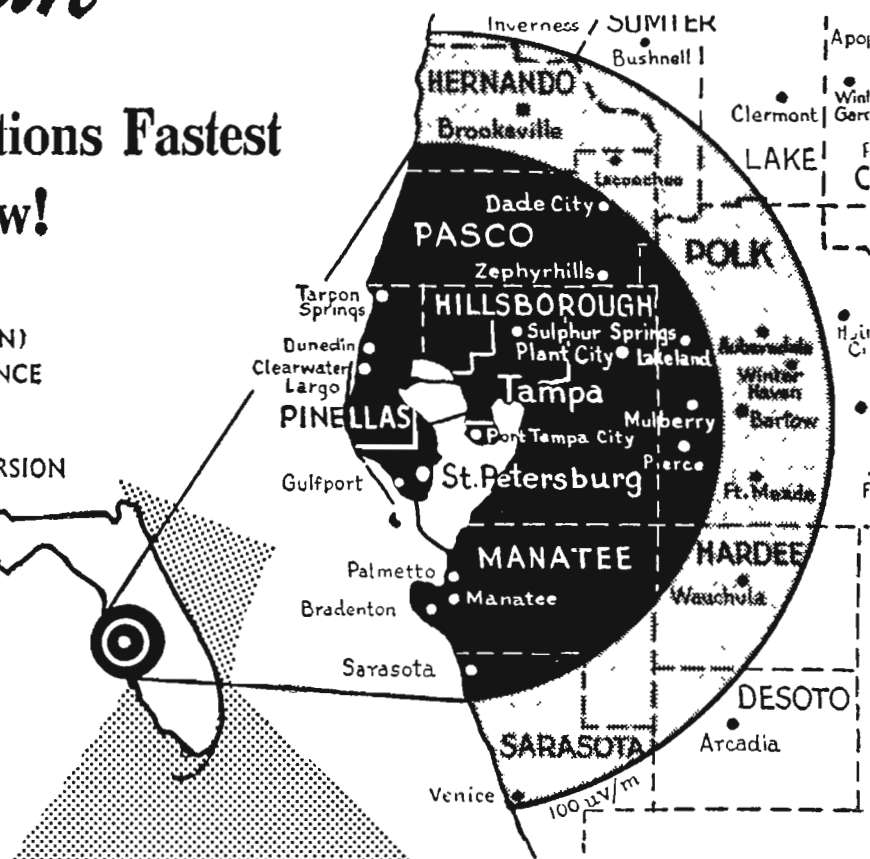 tions Fastest
w!
N)
NCE
RSION
Inverness
SUMTER
Bushnell
HERNANDO
Brooksville
Clermont
LAKE
Lacoochee
Dade City
PASCO
POLK
Zephyrhills
Tarpon
Springs
HILLSBOROUGH
Sulphur Springs
Dunedin
Plant City
Lakeland
Auburndale
Clearwater
Largo
Tampa
Winter
Haven
PINELLAS
Mulberry
Bartow
Port Tampa City
Pierce
Gulfport
St. Petersburg
Ft. Meade
MANATEE
HARDEE
Palmetto
Manatee
Wauchula
Bradenton
Sarasota
DESOTO
SARASOTA
Arcadia
Venice
100 uv/m